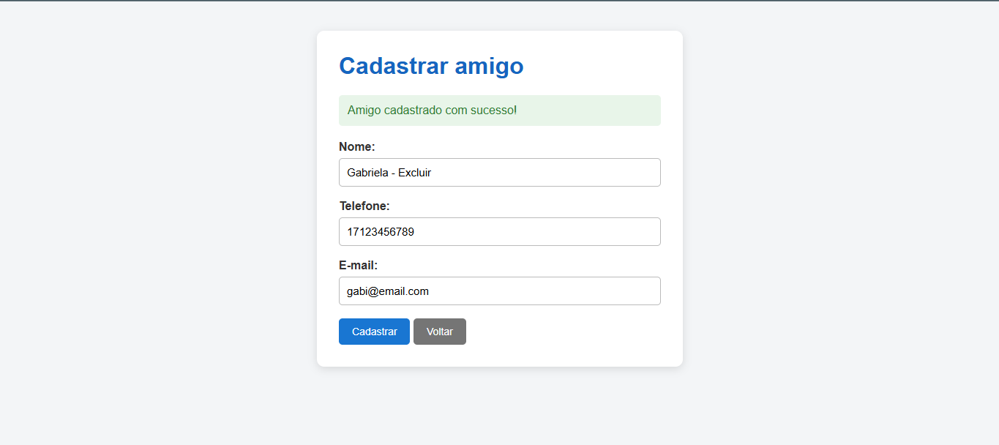 Cadastrar amigo
Amigo cadastrado com sucesso!
Nome:
Gabriela - Excluir
Telefone:
17123456789
E-mail:
gabi@email.com
Cadastrar Voltar